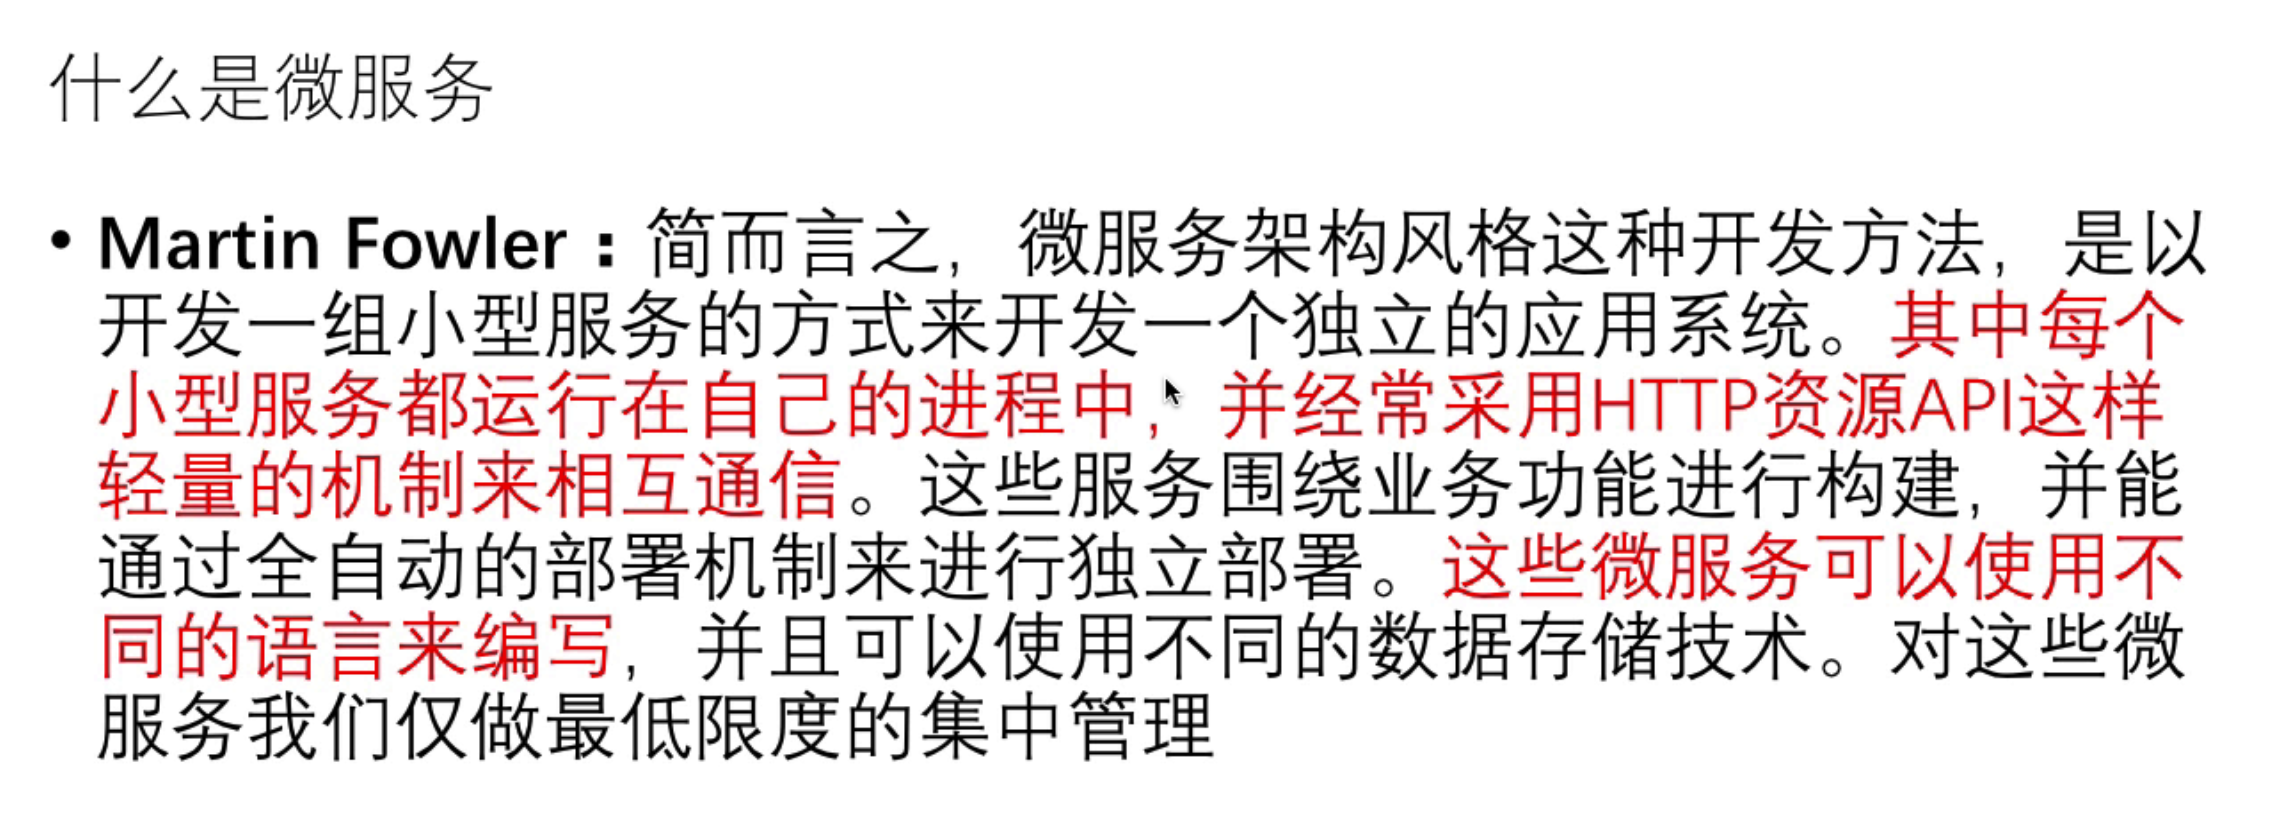 什么是微服务
• Martin Fowler：简而言之，微服务架构风格这种开发方法，是以
开发一组小型服务的方式来开发一个独立的应用系统。其中每个
小型服务都运行在自己的进程中，并经常采用HTTP资源API这样
轻量的机制来相互通信。这些服务围绕业务功能进行构建，并能
通过全自动的部署机制来进行独立部署。这些微服务可以使用不
同的语言来编写，并且可以使用不同的数据存储技术。对这些微
服务我们仅做最低限度的集中管理